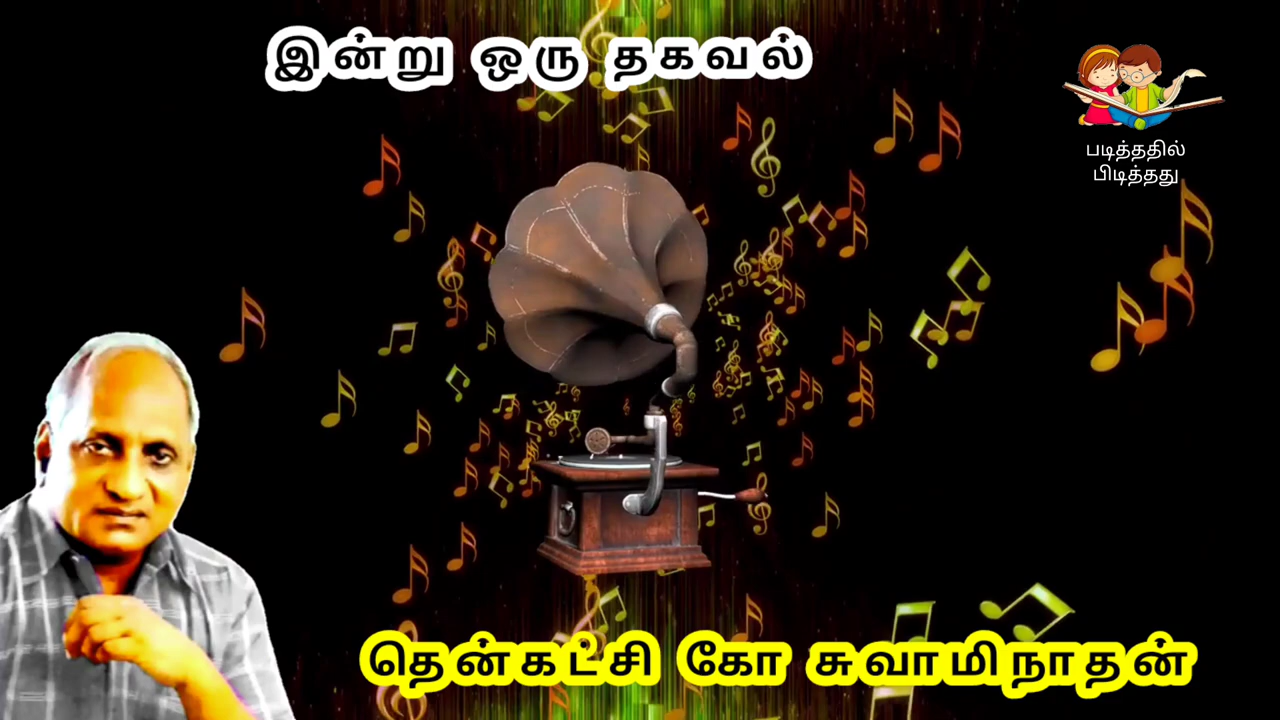 இன்று ஒரு தகவல்
படித்ததில்
பிடித்தது
தென்கட்சி கோ சுவாமிநாதன்